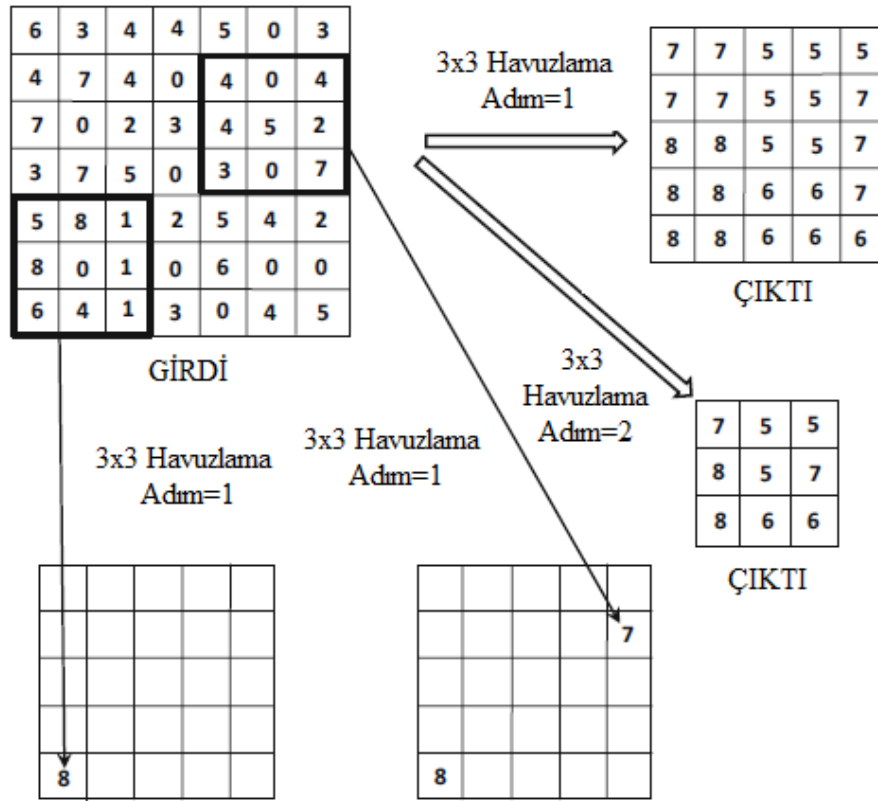 6 3 4 4 5 0 3
4 7 4 0 4 0 4
7 0 2 3 4 5 2
3 7 5 0 3 0 7
5 8 1 2 5 4 2
8 0 1 0 6 0 0
6 4 1 3 0 4 5
GİRDİ
3x3 Havuzlama
Adım=1
7 7 5 5 5
7 7 5 5 7
8 8 5 5 7
8 8 6 6 7
8 8 6 6 6
ÇIKTI
3x3
Havuzlama
Adım=2
7 5 5
8 5 7
8 6 6
ÇIKTI
3x3 Havuzlama
Adım=1
3x3 Havuzlama
Adım=1
8
7
8